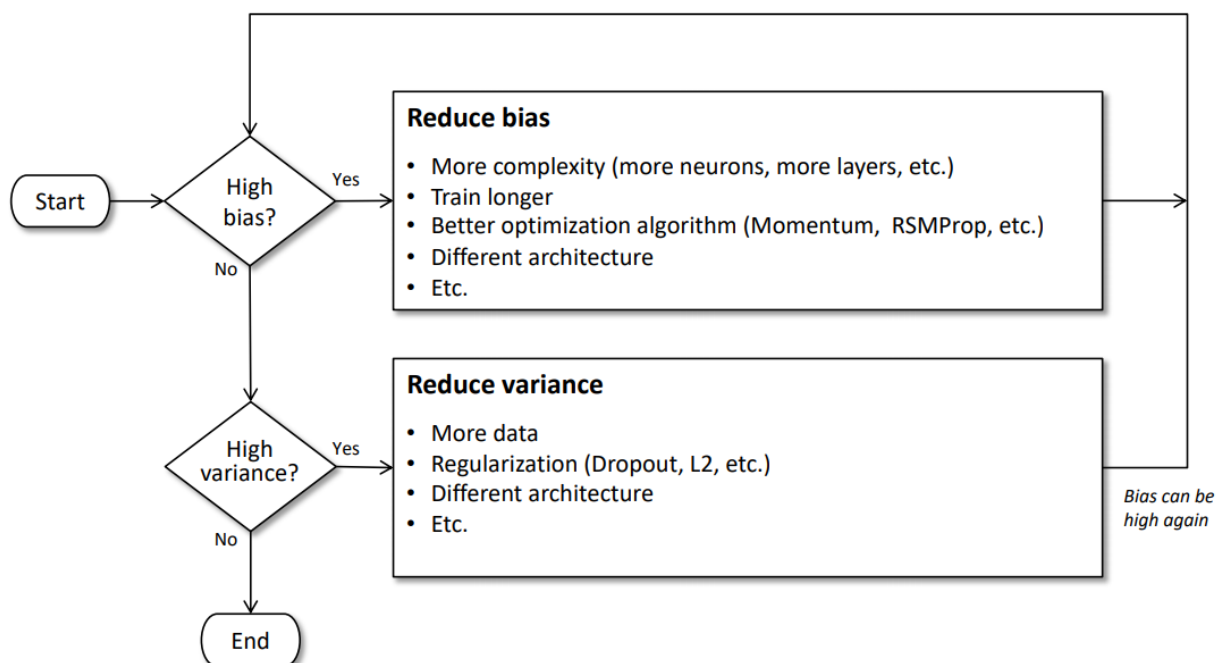 Start
High
bias?
Yes
No
Reduce bias
• More complexity (more neurons, more layers, etc.)
• Train longer
• Better optimization algorithm (Momentum,  RSMProp, etc.)
• Different architecture
• Etc.
High
variance?
Yes
No
Reduce variance
• More data
• Regularization (Dropout, L2, etc.)
• Different architecture
• Etc.
Bias can be
high again
End